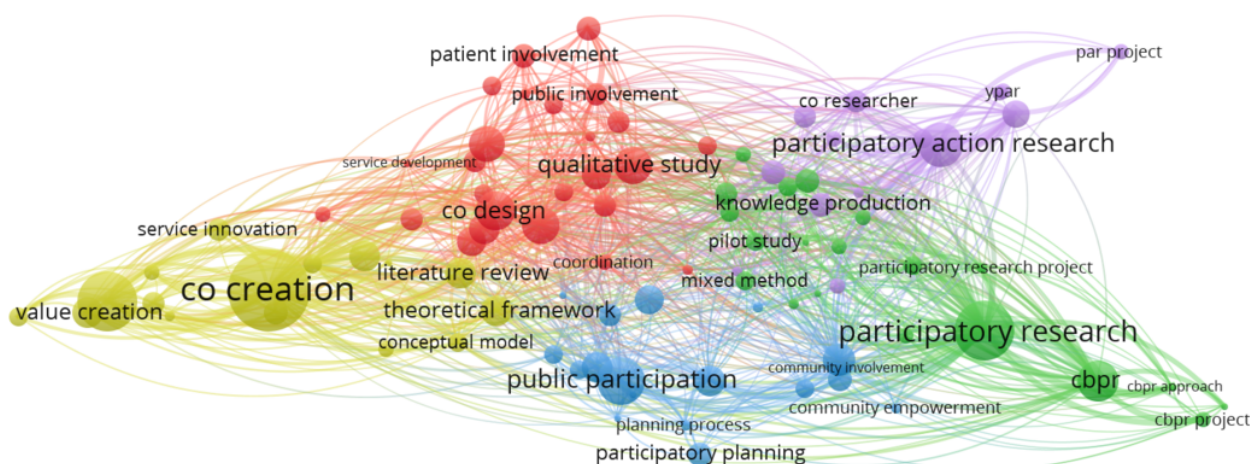 patient involvement
par project
public involvement
co researcher
ypar
participatory action research
service development
qualitative study
co design
knowledge production
service innovation
pilot study
literature review
coordination
mixed method
participatory research project
co creation
value creation
theoretical framework
participatory research
conceptual model
community involvement
public participation
cbpr
cbpr approach
community empowerment
planning process
cbpr project
participatory planning